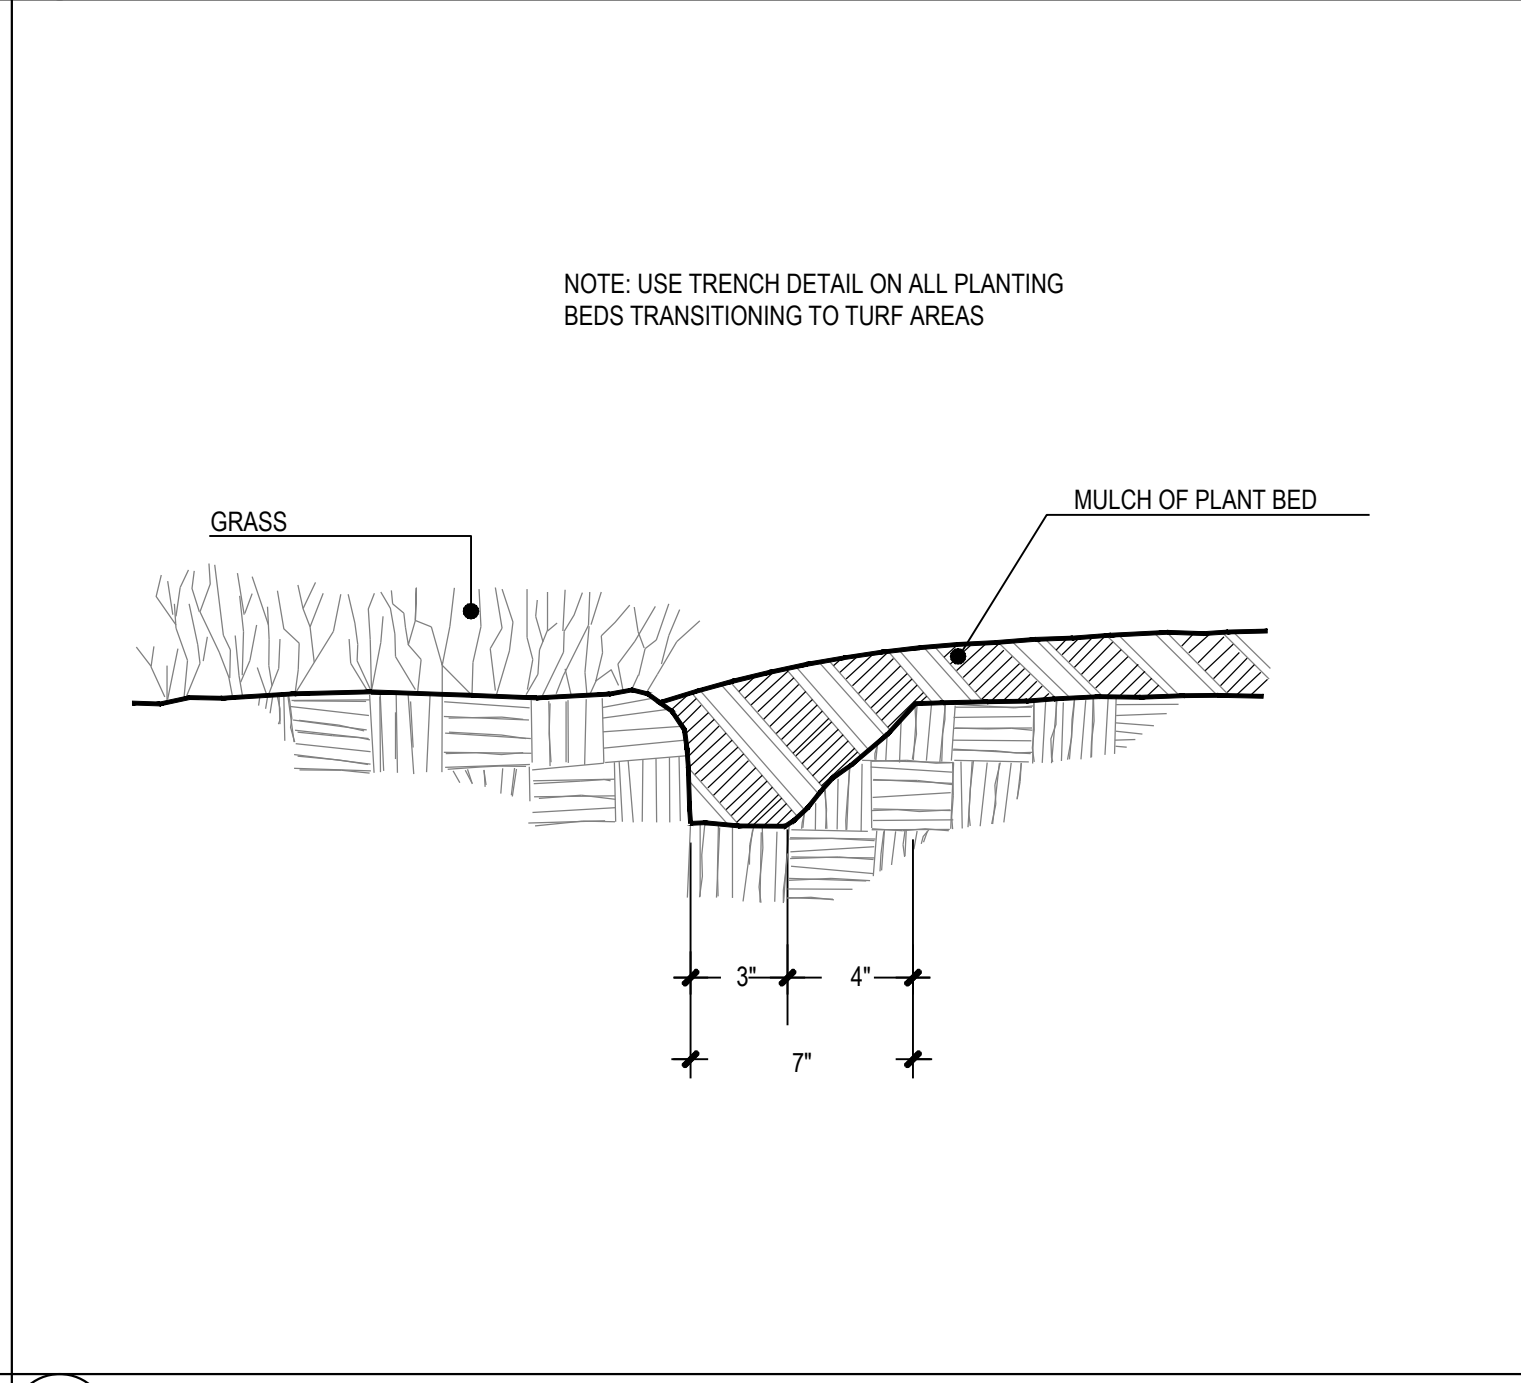 NOTE: USE TRENCH DETAIL ON ALL PLANTING
BEDS TRANSITIONING TO TURF AREAS
MULCH OF PLANT BED
GRASS
3"
4"
7"